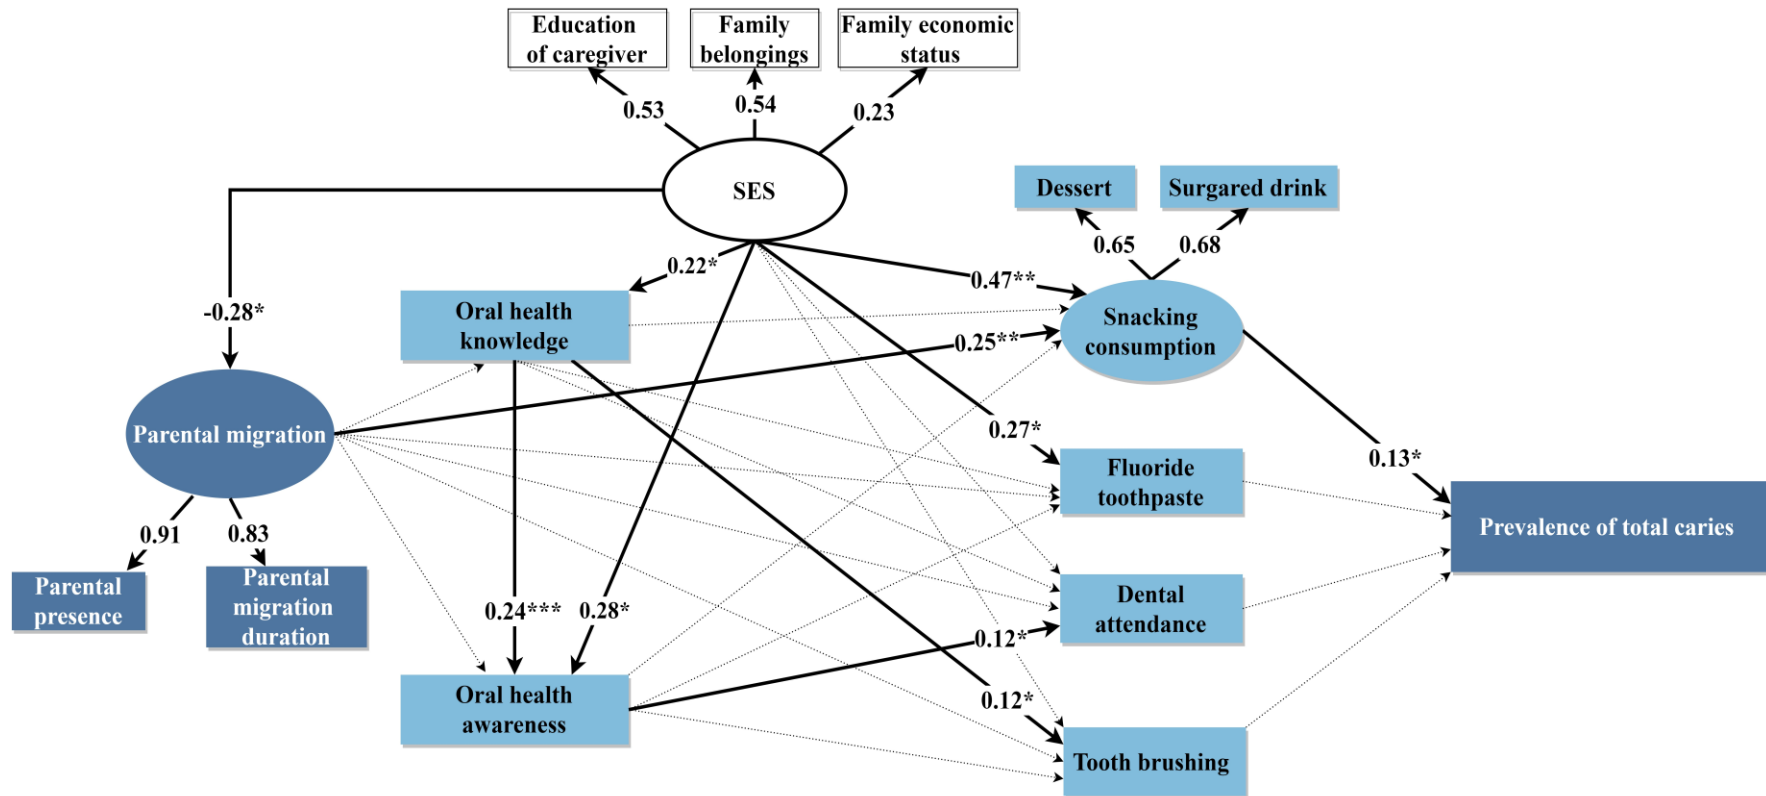 Education
of caregiver
Family
belongings
Family economic
status
0.53
0.54
0.23
SES
Dessert
Surgared drink
0.65
0.68
0.22*
0.47**
-0.28*
Oral health
knowledge
0.25**
Snacking
consumption
Parental migration
0.27*
0.13*
Fluoride
toothpaste
Prevalence of total caries
0.91
0.83
Parental
presence
Parental
migration
duration
0.24***
0.28*
0.12*
Dental
attendance
Oral health
awareness
0.12*
Tooth brushing